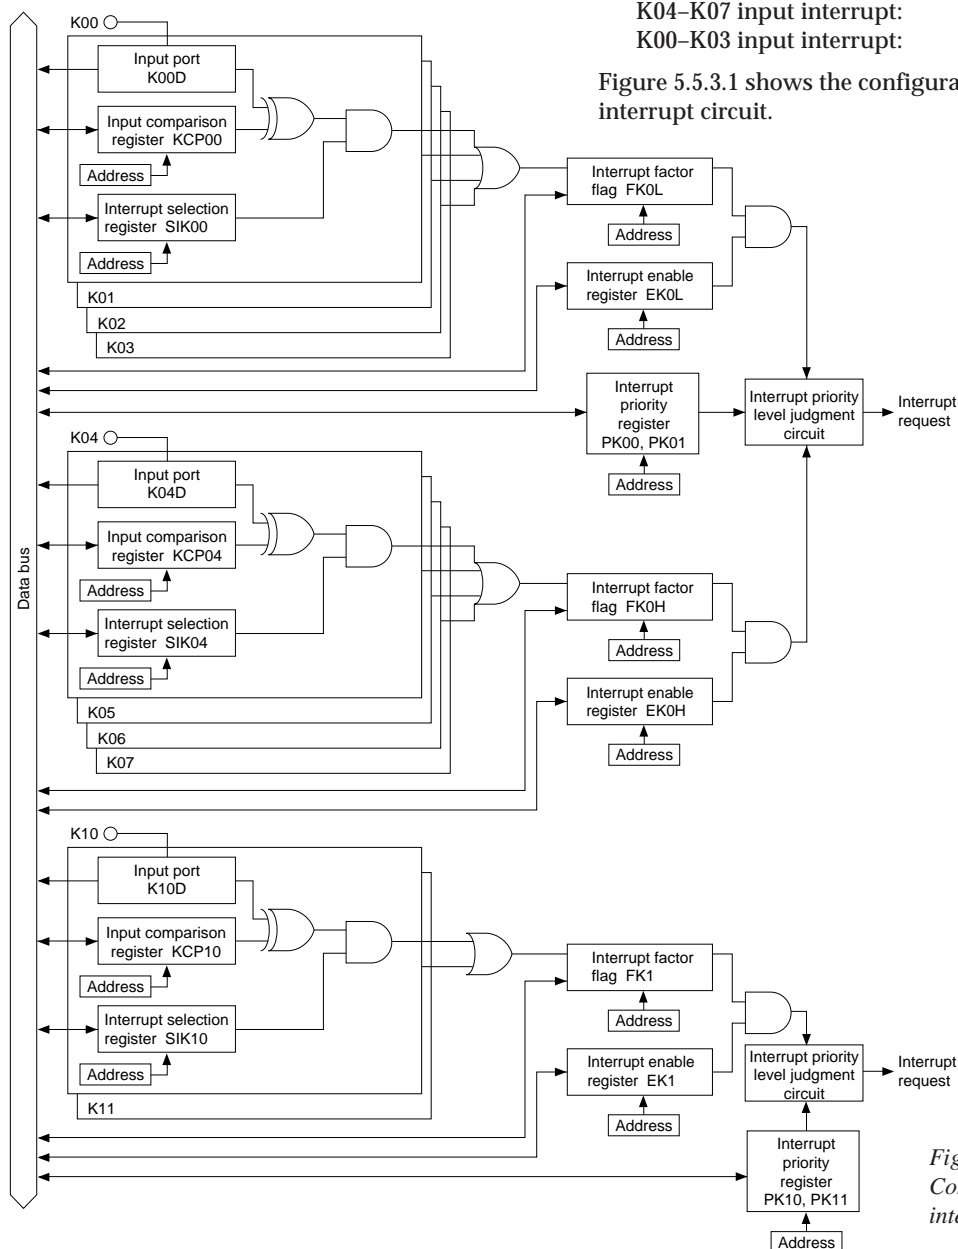 K04–K07 input interrupt:
K00–K03 input interrupt:
Figure 5.5.3.1 shows the configura
interrupt circuit.
K00
Input port
K00D
Input comparison
register KCP00
Address
Interrupt selection
register SIK00
Address
K01
K02
K03
Interrupt factor
flag FK0L
Address
Interrupt enable
register EK0L
Address
Interrupt
priority
register
PK00, PK01
Address
Interrupt priority
level judgment
circuit
Interrupt
request
K04
Input port
K04D
Input comparison
register KCP04
Address
Interrupt selection
register SIK04
Address
K05
K06
K07
Interrupt factor
flag FK0H
Address
Interrupt enable
register EK0H
Address
Data bus
K10
Input port
K10D
Input comparison
register KCP10
Address
Interrupt selection
register SIK10
Address
K11
Interrupt factor
flag FK1
Address
Interrupt enable
register EK1
Address
Interrupt priority
level judgment
circuit
Interrupt
request
Interrupt
priority
register
PK10, PK11
Address
Fig
Co
inte